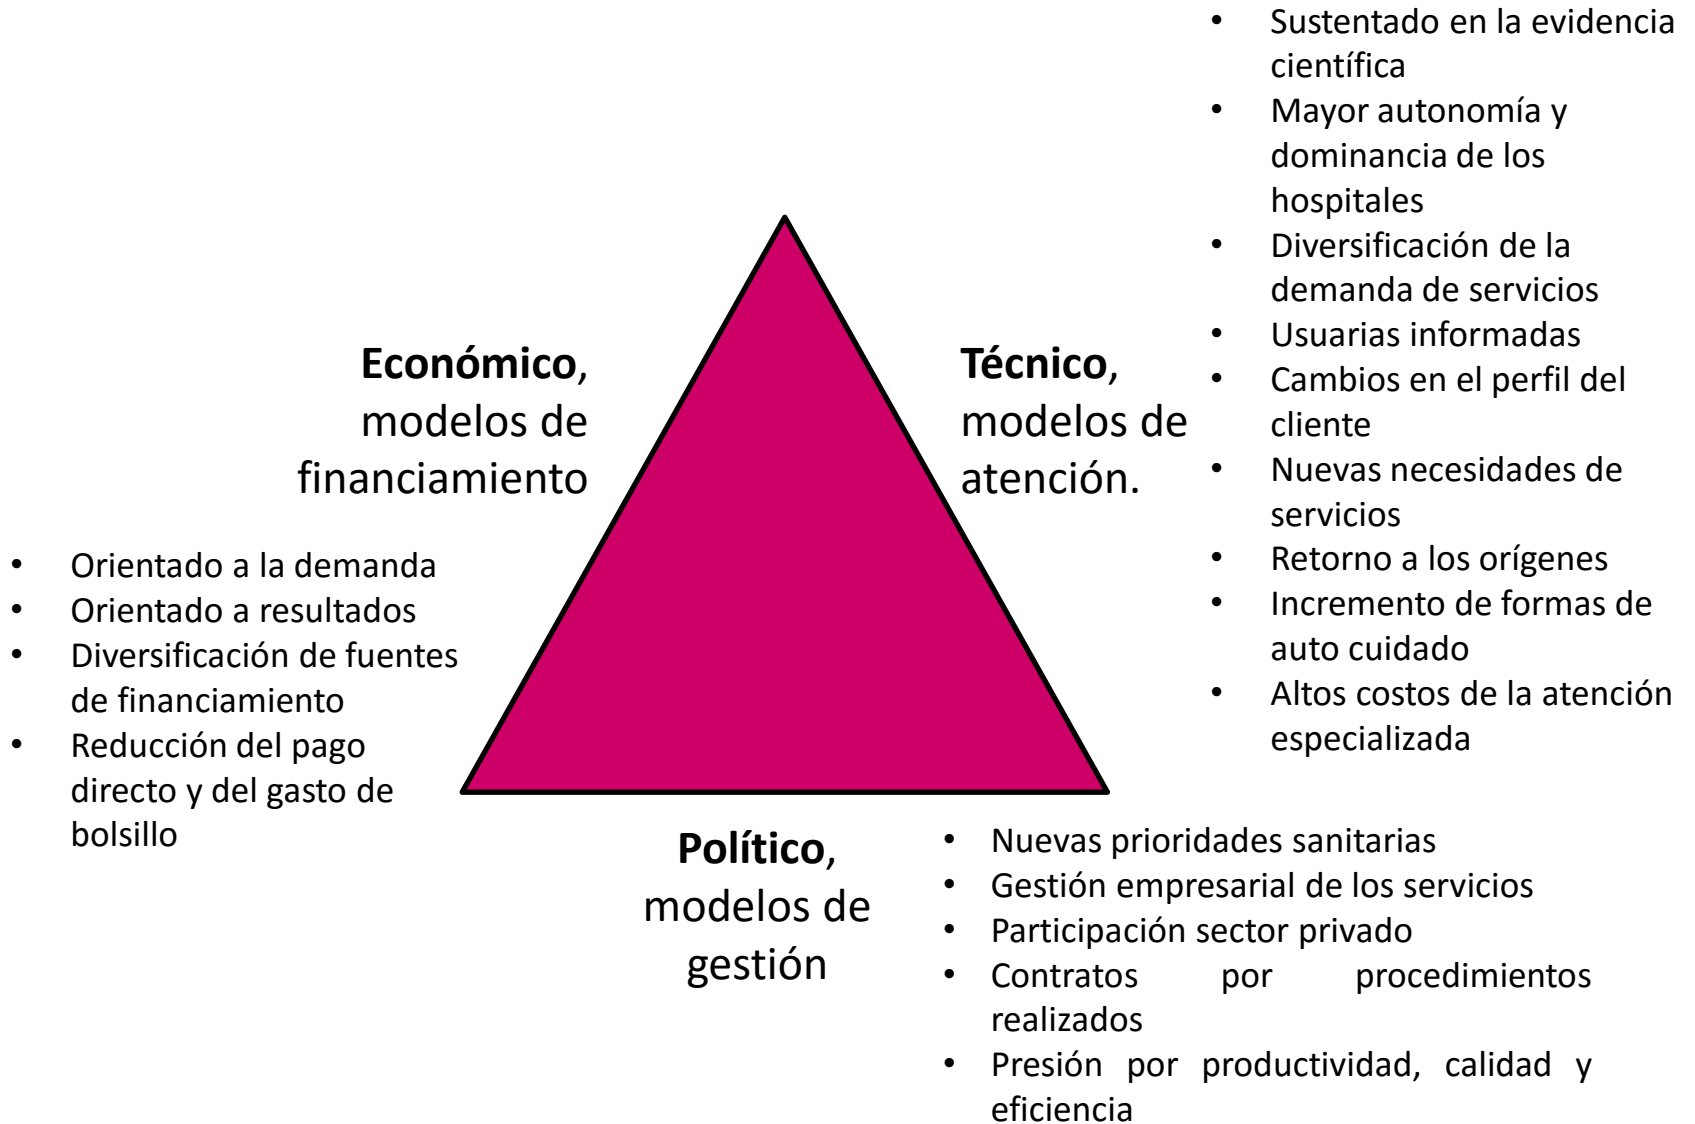 Económico,
modelos de
financiamiento
• Orientado a la demanda
• Orientado a resultados
• Diversificación de fuentes
de financiamiento
• Reducción del pago
directo y del gasto de
bolsillo
Técnico,
modelos de
atención.
• Sustentado en la evidencia
científica
• Mayor autonomía y
dominancia de los
hospitales
• Diversificación de la
demanda de servicios
• Usuarias informadas
• Cambios en el perfil del
cliente
• Nuevas necesidades de
servicios
• Retorno a los orígenes
• Incremento de formas de
auto cuidado
• Altos costos de la atención
especializada
Político,
modelos de
gestión
• Nuevas prioridades sanitarias
• Gestión empresarial de los servicios
• Participación sector privado
• Contratos por procedimientos
realizados
• Presión por productividad, calidad y
eficiencia